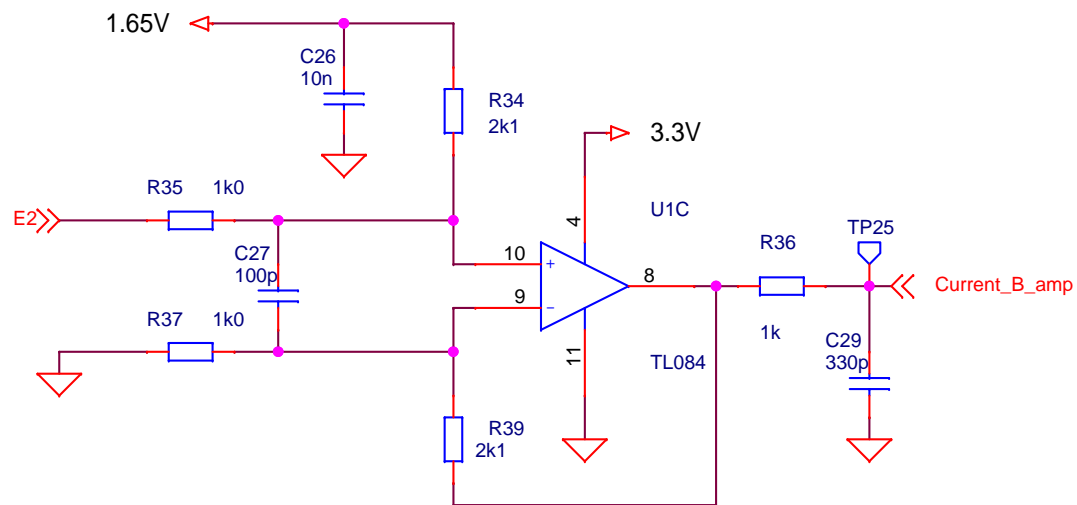 1.65V
C26
10n
R34
2k1
3.3V
R35 1k0
E2
U1C
4
TP25
R36
C27
100p
10
+
8
Current_B_amp
9
−
R37 1k0
1k
11
TL084
C29
330p
R39
2k1